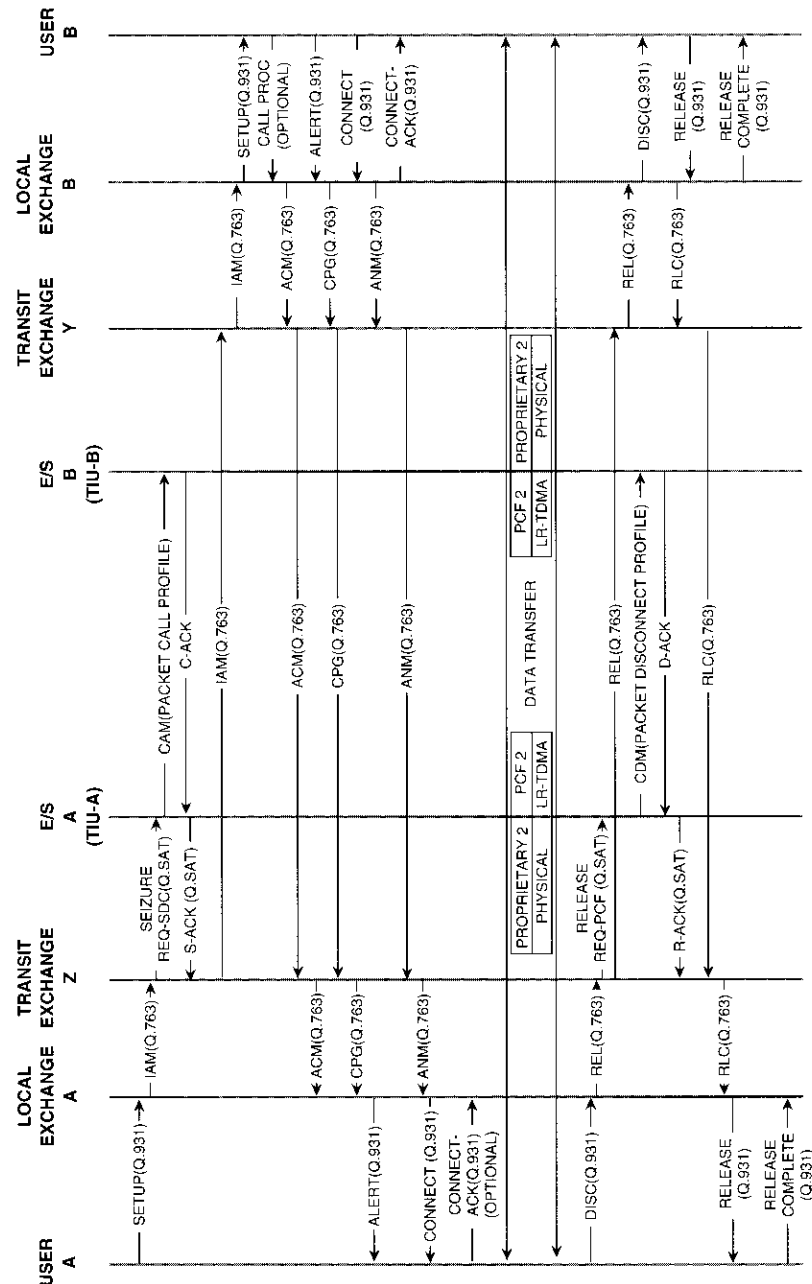 USER
A
LOCAL
EXCHANGE
A
TRANSIT
EXCHANGE
Z
E/S
A
(TIU-A)
E/S
B
(TIU-B)
TRANSIT
EXCHANGE
Y
LOCAL
EXCHANGE
B
USER
B
SETUP(Q.931)
IAM(Q.763)
SEIZURE
REQ-SDC(Q.SAT)
S-ACK (Q.SAT)
CAM(PACKET CALL PROFILE)
C-ACK
IAM(Q.763)
IAM(Q.763)
SETUP(Q.931)
CALL PROC
(OPTIONAL)
ACM(Q.763)
ACM(Q.763)
ACM(Q.763)
ALERT(Q.931)
CPG(Q.763)
CPG(Q.763)
CPG(Q.763)
ALERT(Q.931)
CONNECT
(Q.931)
ANM(Q.763)
ANM(Q.763)
ANM(Q.763)
CONNECT (Q.931)
CONNECT-
ACK(Q.931)
CONNECT-
ACK(Q.931)
(OPTIONAL)
PROPRIETARY 2
PHYSICAL
PCF 2
LR-TDMA
DATA TRANSFER
PCF 2
LR-TDMA
PROPRIETARY 2
PHYSICAL
DISC(Q.931)
REL(Q.763)
RELEASE
REQ-PCF (Q.SAT)
REL(Q.763)
REL(Q.763)
DISC(Q.931)
CDM(PACKET DISCONNECT PROFILE)
D-ACK
R-ACK(Q.SAT)
RELEASE
(Q.931)
RLC(Q.763)
RLC(Q.763)
RLC(Q.763)
RELEASE
(Q.931)
RELEASE
COMPLETE
(Q.931)
RELEASE
COMPLETE
(Q.931)